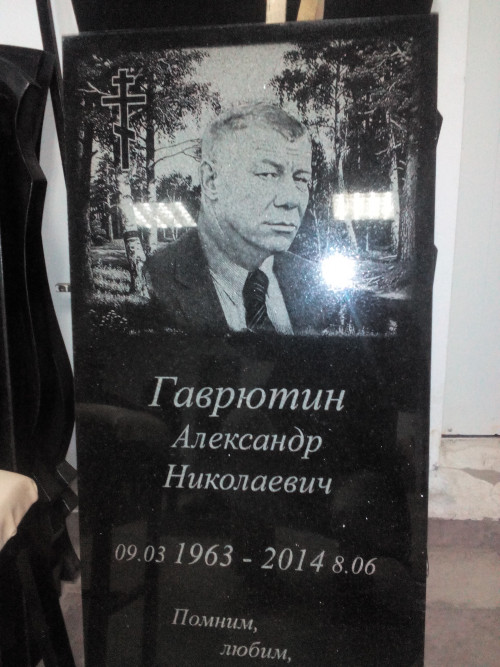 Гаврютин
Александр
Николаевич
09.03 1963 - 2014 8.06
Помним,
любим,